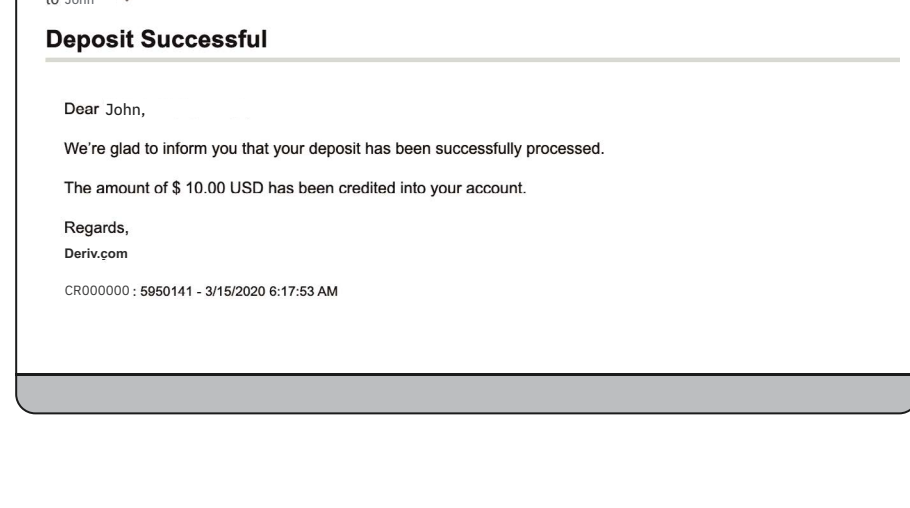 to John
Deposit Successful
Dear John,
We're glad to inform you that your deposit has been successfully processed.
The amount of $ 10.00 USD has been credited into your account.
Regards,
Deriv.com
CR000000 : 5950141 - 3/15/2020 6:17:53 AM